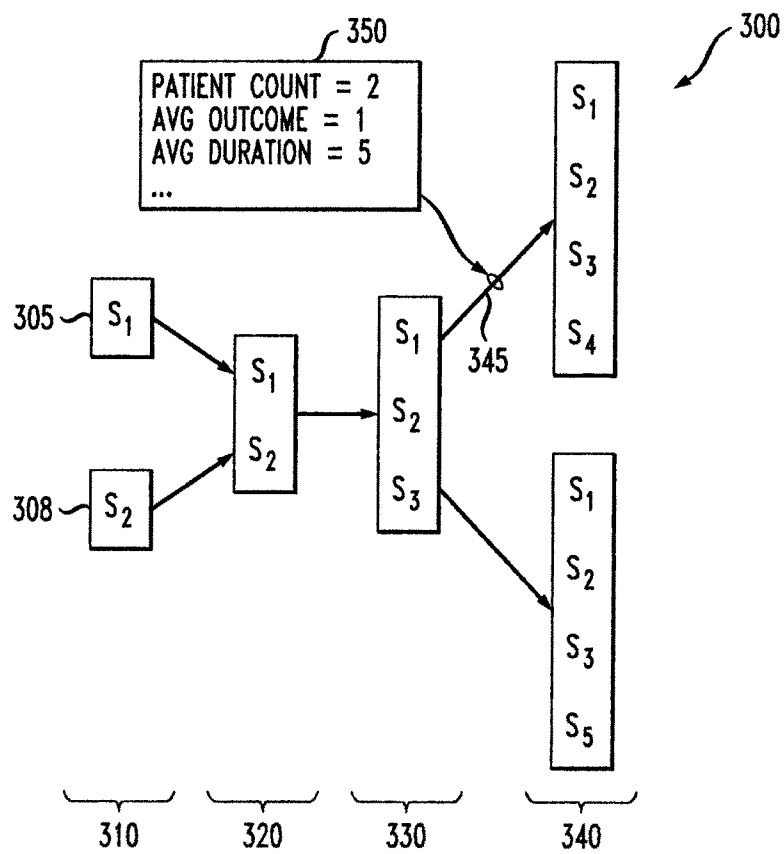 350
300
PATIENT COUNT = 2
AVG OUTCOME = 1
AVG DURATION = 5
...
S1
S2
S3
S4
345
305
S1
308
S2
S1
S2
S1
S2
S3
S1
S2
S3
S5
310
320
330
340